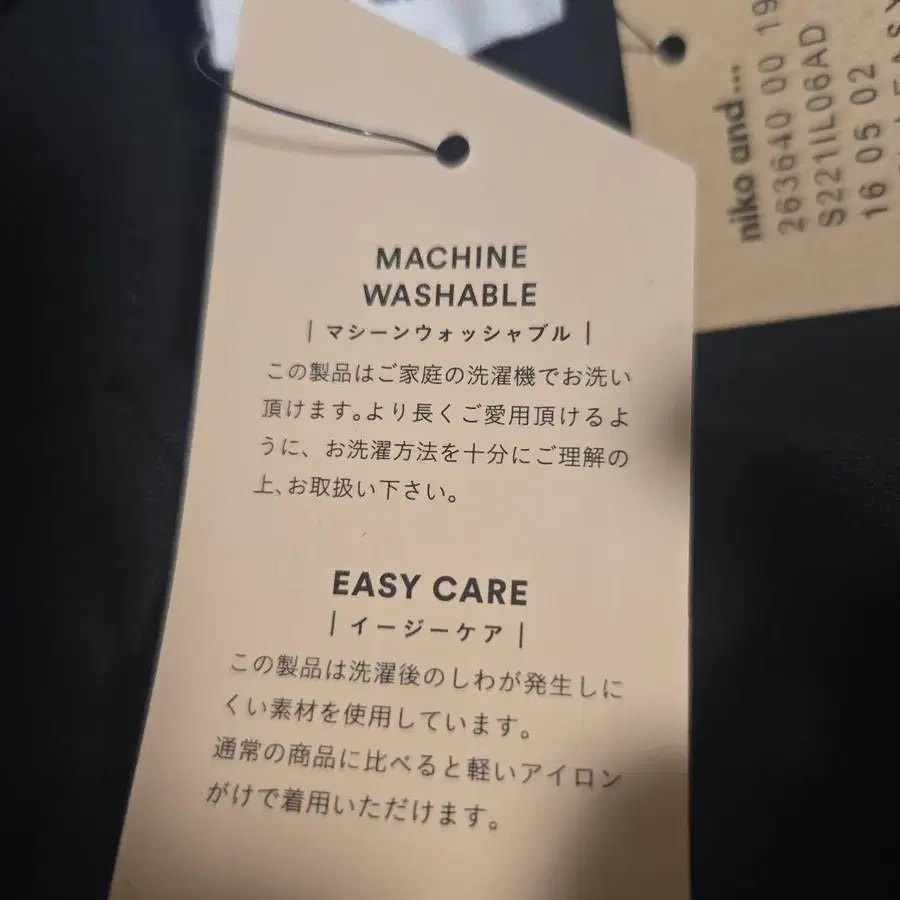 MACHINE
WASHABLE
| マシーンウォッシャブル |
この製品はご家庭の洗濯機でお洗い
頂けます。より長くご愛用頂けるよ
うに、お洗濯方法を十分にご理解の
上、お取扱い下さい。
EASY CARE
| イージーケア |
この製品は洗濯後のしわが発生しに
くい素材を使用しています。
通常の商品に比べると軽いアイロン
がけで着用いただけます。
niko and...
263640 00 19
S221IL06AD
16 05 02